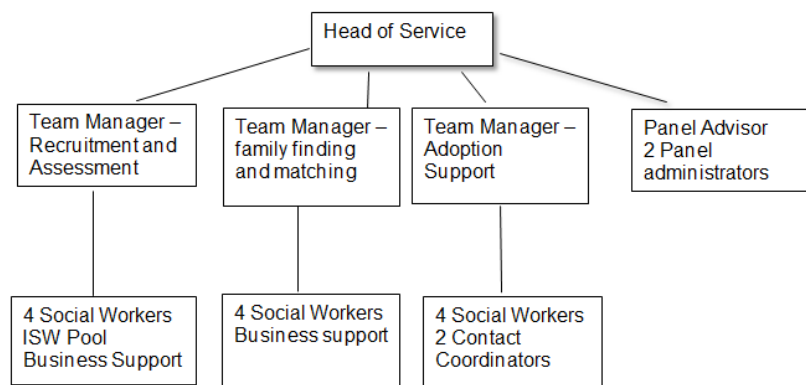 Head of Service
Team Manager –
Recruitment and
Assessment
Team Manager –
family finding
and matching
Team Manager –
Adoption
Support
Panel Advisor
2 Panel
administrators
4 Social Workers
ISW Pool
Business Support
4 Social Workers
Business support
4 Social Workers
2 Contact
Coordinators